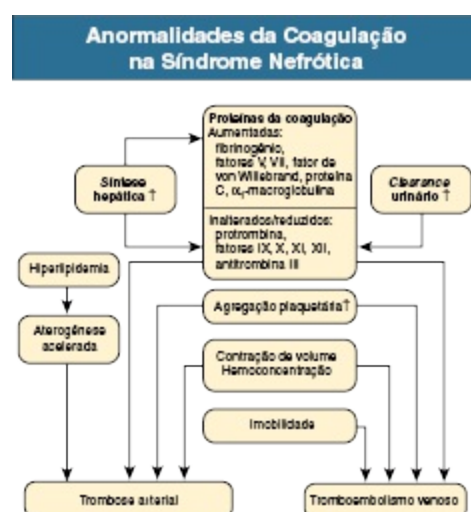 Anormalidades da Coagulação
na Síndrome Nefrótica
Proteínas da coagulação
Aumentadas:
fibrinogênio,
fatores V, VII, fator de
von Willebrand, proteína
C, α₁-macroglobulina
Síntese
hepática ↑
Clearance
urinário ↑
Inalterados/reduzidos:
protrombina,
fatores IX, X, XI, XII,
antitrombina III
Hiperlipidemia
Agregação plaquetária↑
Aterogênese
acelerada
Contração de volume
Hemoconcentração
Imobilidade
Trombose arterial
Tromboembolismo venoso